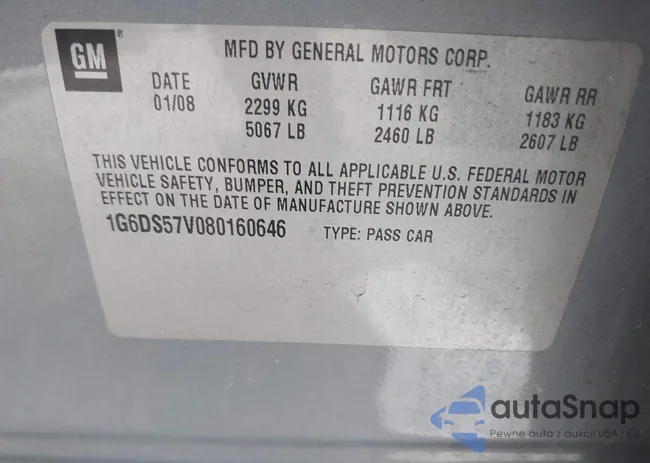 GM
MFD BY GENERAL MOTORS CORP.
DATE GVWR GAWR FRT GAWR RR
01/08 2299 KG 1116 KG 1183 KG
5067 LB 2460 LB 2607 LB
THIS VEHICLE CONFORMS TO ALL APPLICABLE U.S. FEDERAL MOTOR
VEHICLE SAFETY, BUMPER, AND THEFT PREVENTION STANDARDS IN
EFFECT ON THE DATE OF MANUFACTURE SHOWN ABOVE.
1G6DS57V080160646 TYPE: PASS CAR
autaSnap
Pewne auta z aukcji USA i EU